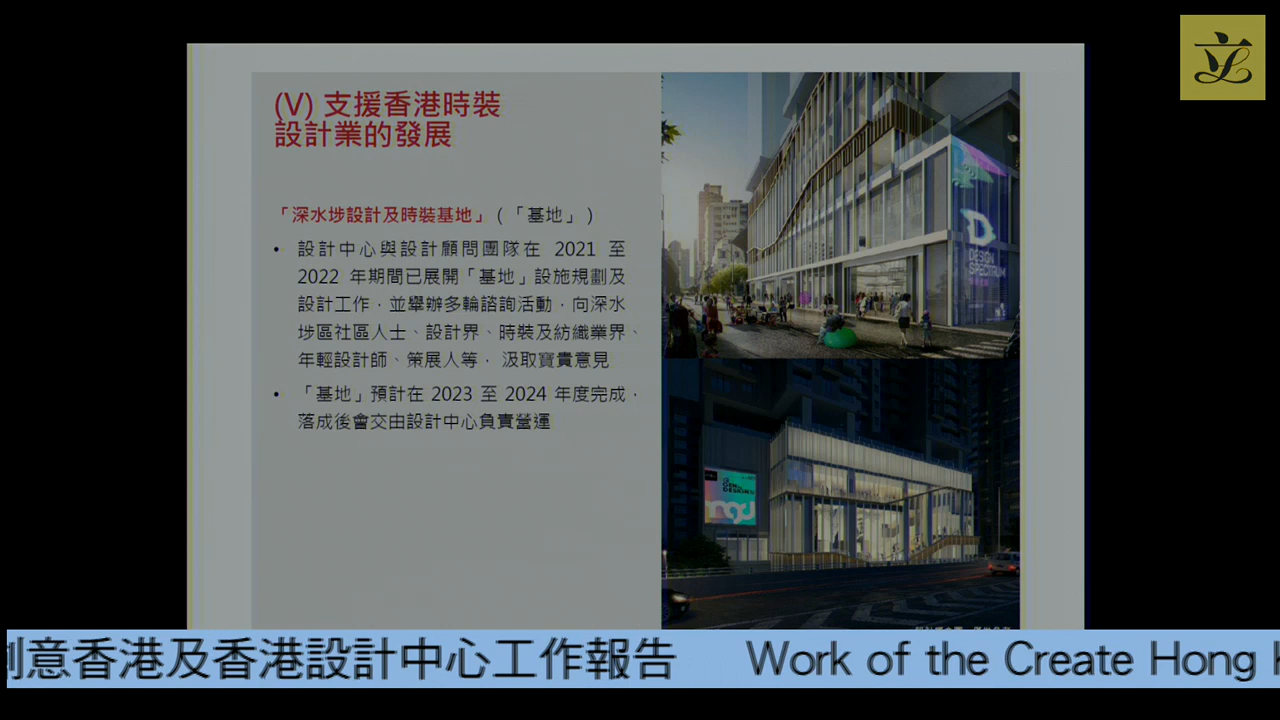 (V) 支援香港時裝
設計業的發展
「深水埗設計及時裝基地」(「基地」)
• 設計中心與設計顧問團隊在 2021 至
2022 年期間已展開「基地」設施規劃及
設計工作，並舉辦多輪諮詢活動，向深水
埗區社區人士、設計界、時裝及紡織業界、
年輕設計師、策展人等， 汲取寶貴意見
• 「基地」預計在 2023 至 2024 年度完成，
落成後會交由設計中心負責營運
D
DESIGN
SPECTRUM
創意香港及香港設計中心工作報告 Work of the Create Hong